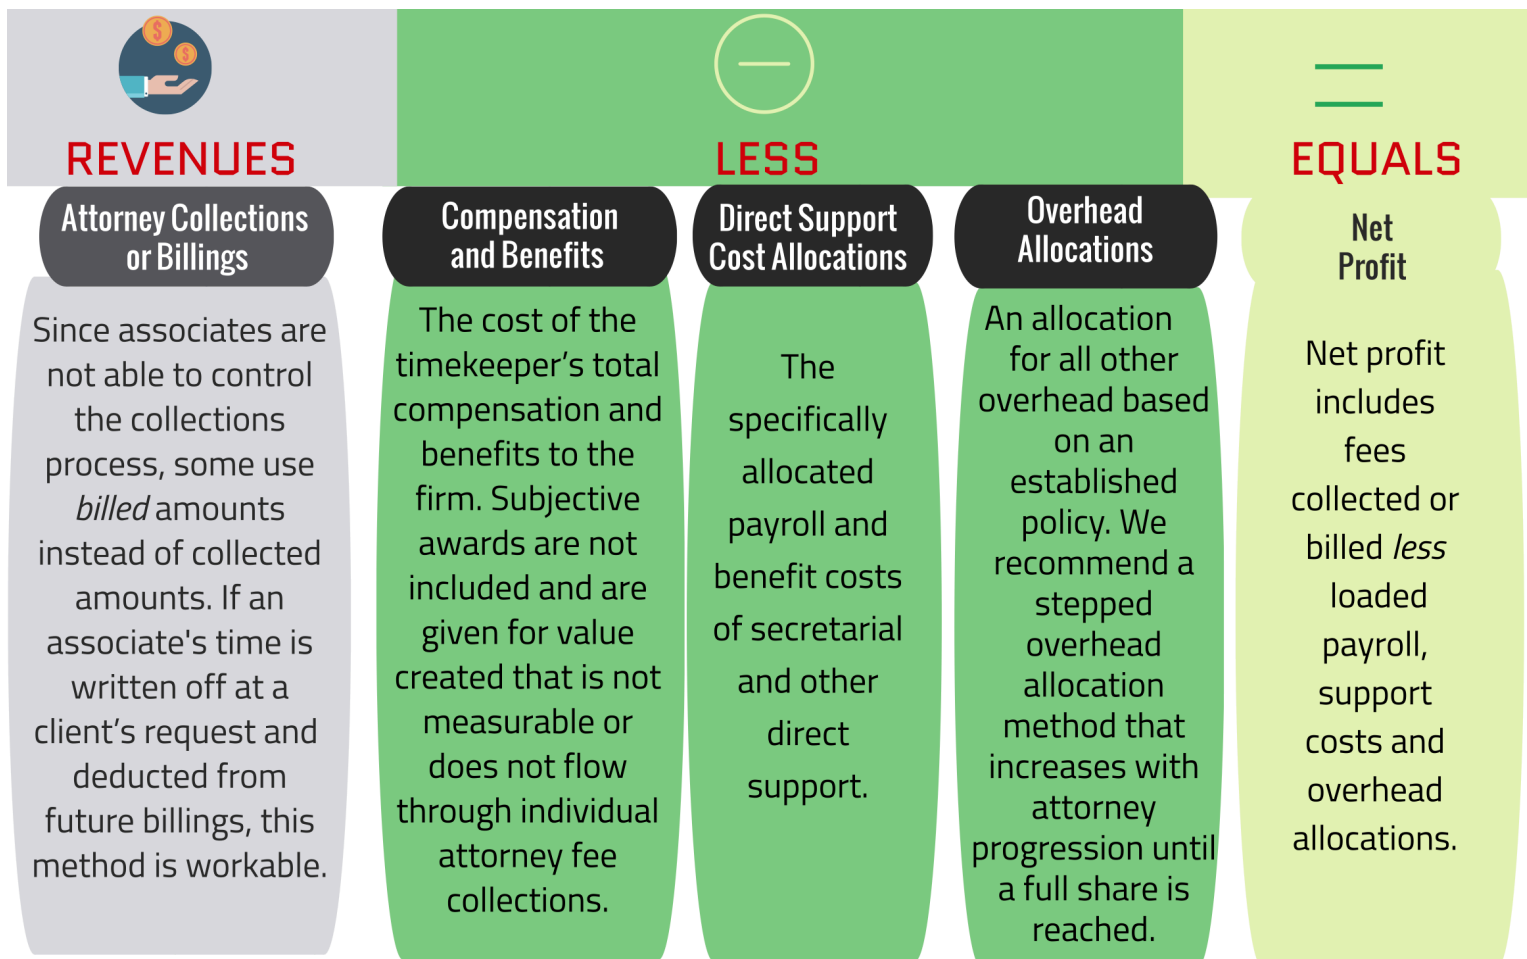 REVENUES
LESS
EQUALS
Attorney Collections
or Billings
Since associates are
not able to control
the collections
process, some use
billed amounts
instead of collected
amounts. If an
associate's time is
written off at a
client’s request and
deducted from
future billings, this
method is workable.
Compensation
and Benefits
The cost of the
timekeeper’s total
compensation and
benefits to the
firm. Subjective
awards are not
included and are
given for value
created that is not
measurable or
does not flow
through individual
attorney fee
collections.
Direct Support
Cost Allocations
The
specifically
allocated
payroll and
benefit costs
of secretarial
and other
direct
support.
Overhead
Allocations
An allocation
for all other
overhead based
on an
established
policy. We
recommend a
stepped
overhead
allocation
method that
increases with
attorney
progression until
a full share is
reached.
Net
Profit
Net profit
includes
fees
collected or
billed less
loaded
payroll,
support
costs and
overhead
allocations.